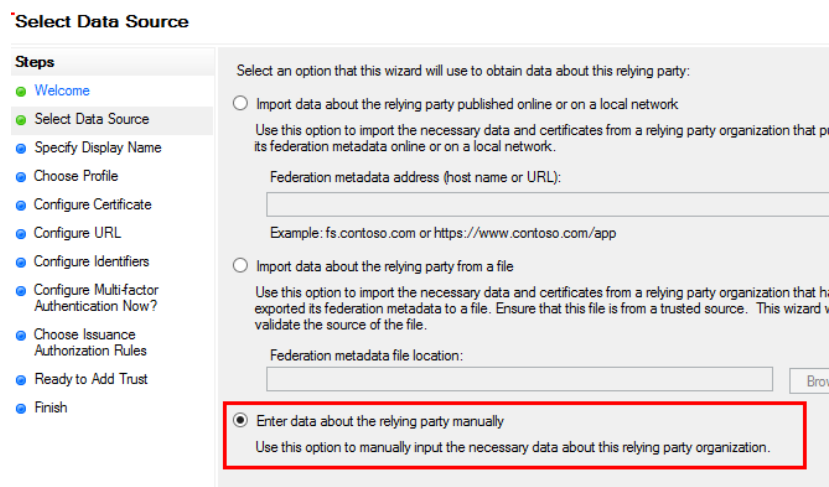 Select Data Source
Steps
Welcome
Select Data Source
Specify Display Name
Choose Profile
Configure Certificate
Configure URL
Configure Identifiers
Configure Multi-factor
Authentication Now?
Choose Issuance
Authorization Rules
Ready to Add Trust
Finish
Select an option that this wizard will use to obtain data about this relying party:
Import data about the relying party published online or on a local network
Use this option to import the necessary data and certificates from a relying party organization that
its federation metadata online or on a local network.
Federation metadata address (host name or URL):
Example: fs.contoso.com or https://www.contoso.com/app
Import data about the relying party from a file
Use this option to import the necessary data and certificates from a relying party organization that
exported its federation metadata to a file. Ensure that this file is from a trusted source. This wizard
validate the source of the file.
Federation metadata file location:
Enter data about the relying party manually
Use this option to manually input the necessary data about this relying party organization.